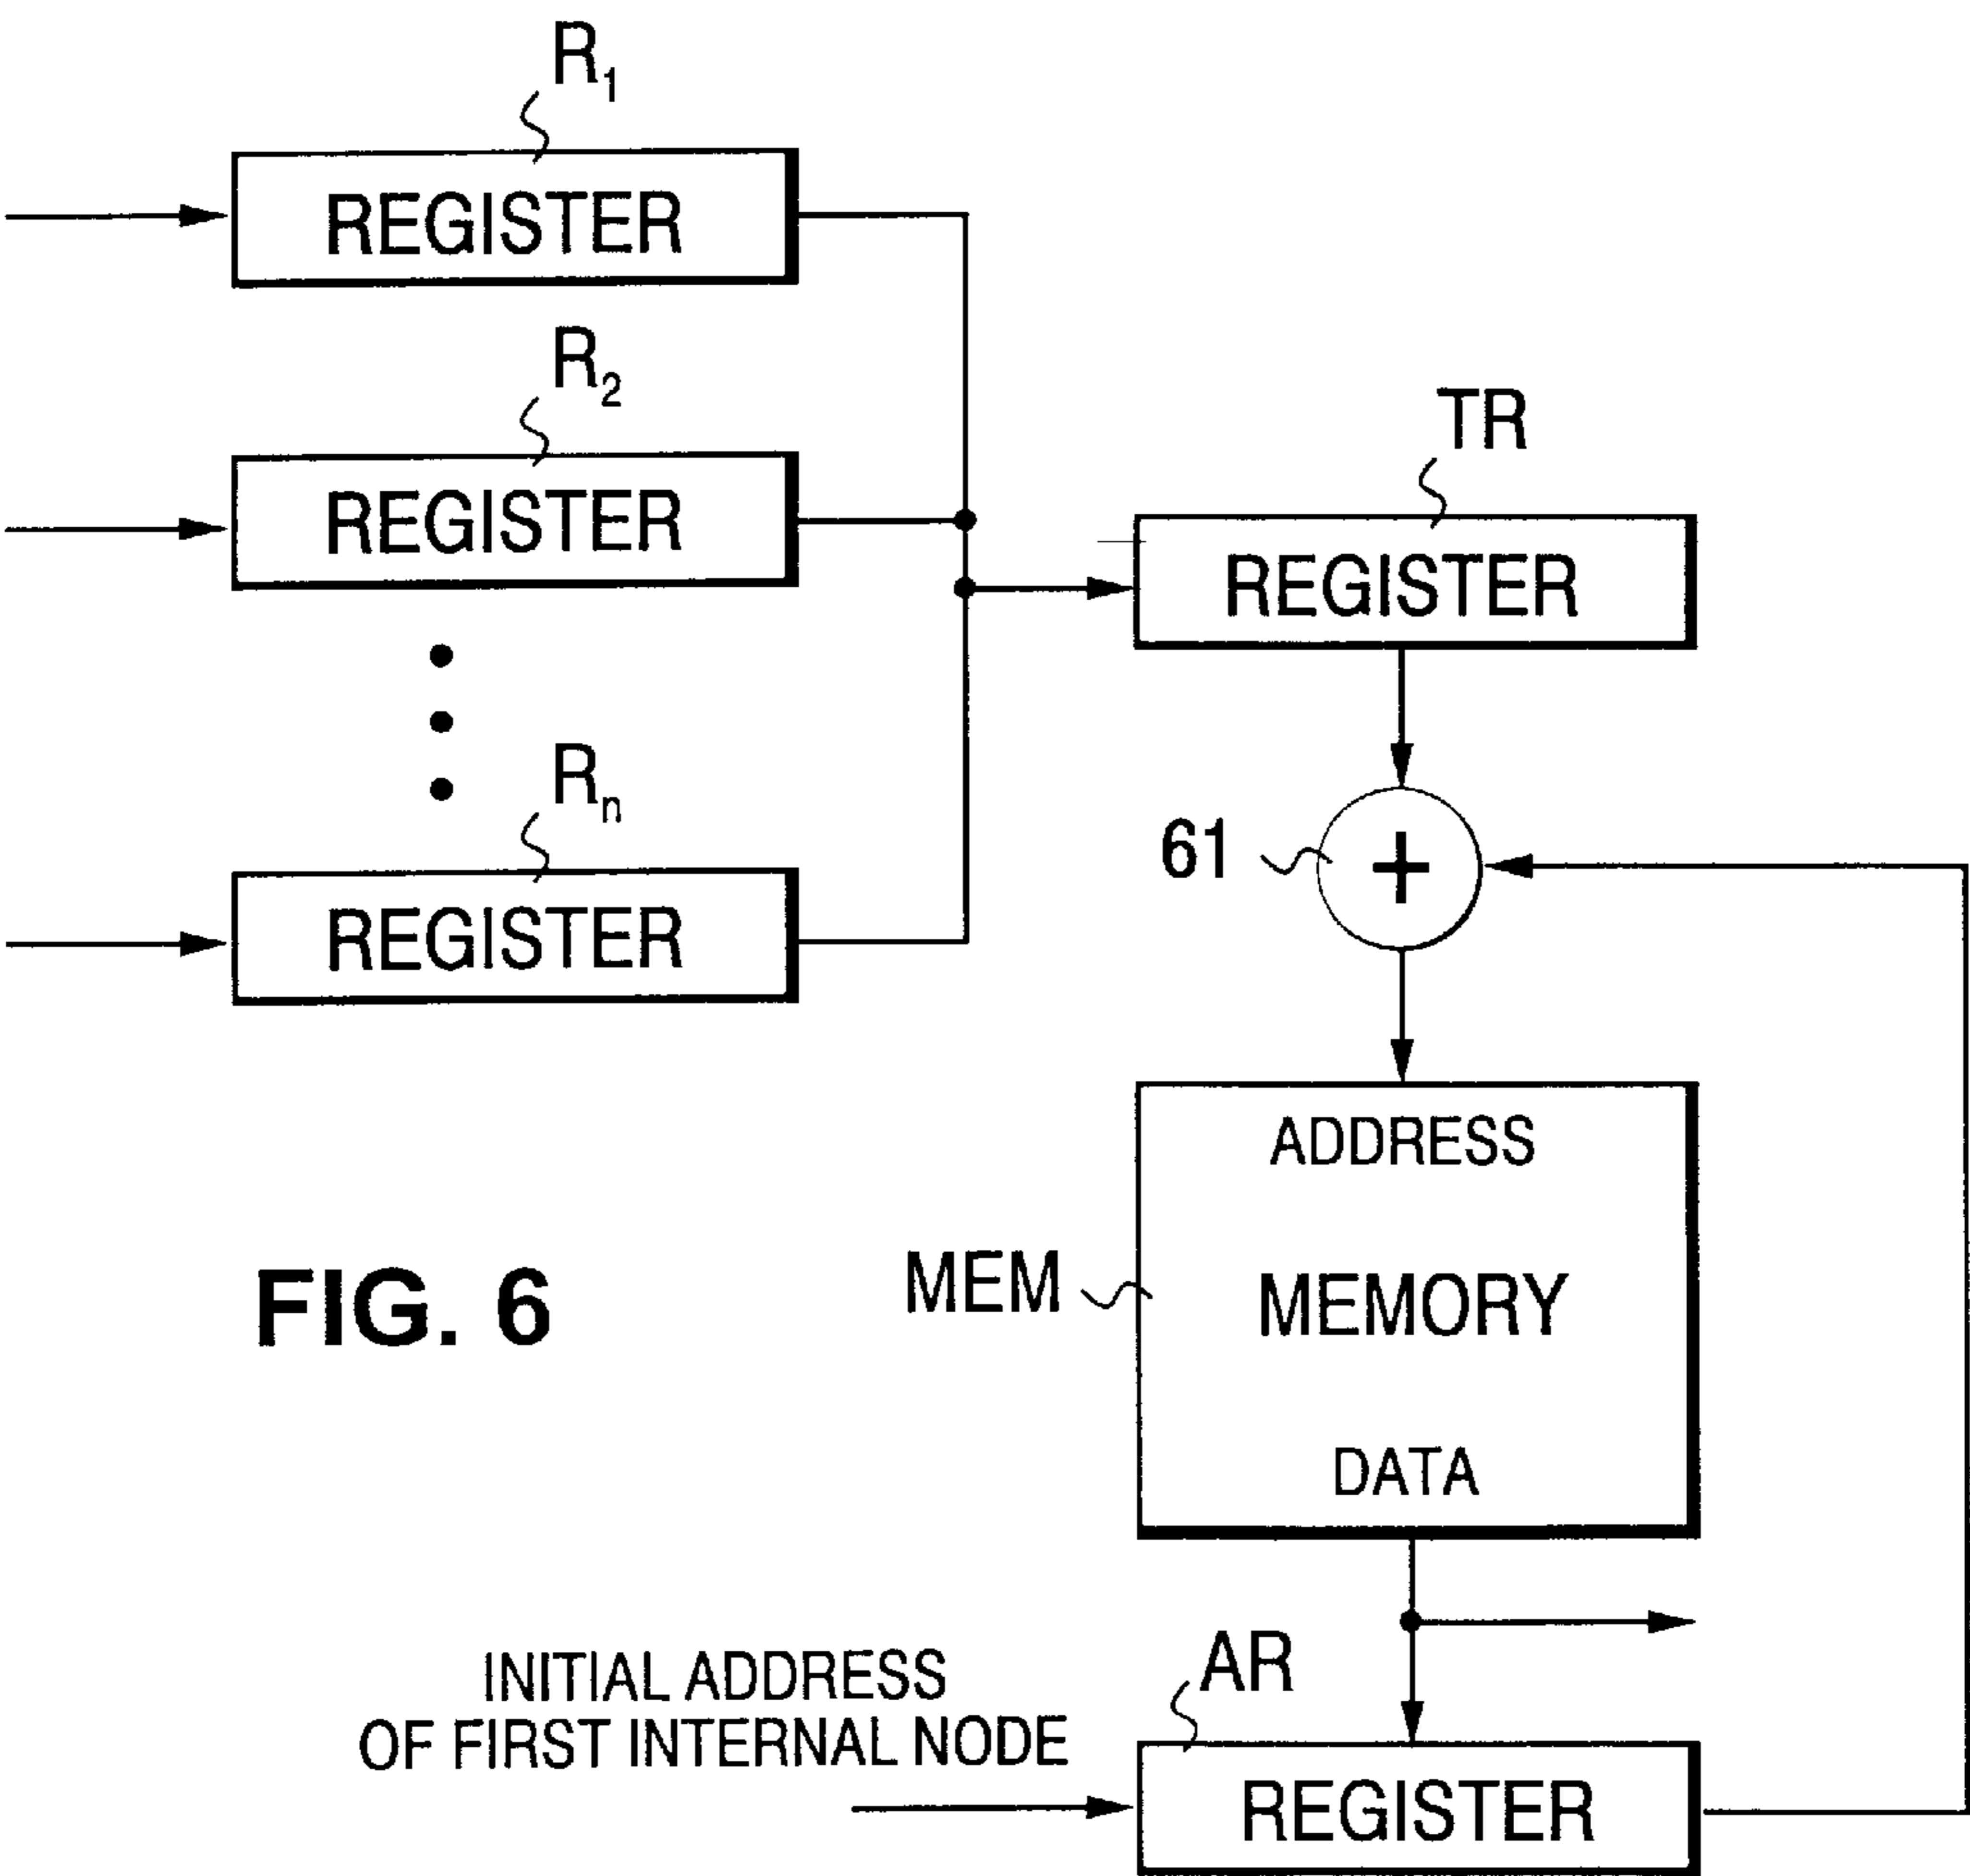 R1
REGISTER
R2
REGISTER
TR
REGISTER
Rn
REGISTER
61
+
ADDRESS
MEM
MEMORY
FIG. 6
DATA
AR
INITIAL ADDRESS
OF FIRST INTERNAL NODE
REGISTER